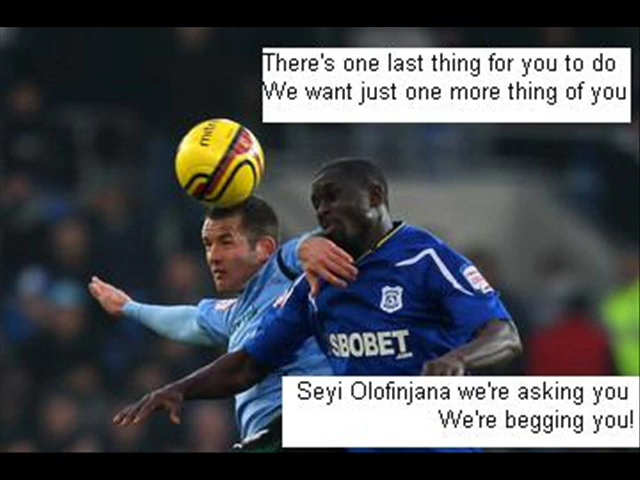 There's one last thing for you to do
We want just one more thing of you
mitre
SBOBET
Seyi Olofinjana we're asking you
We're begging you!